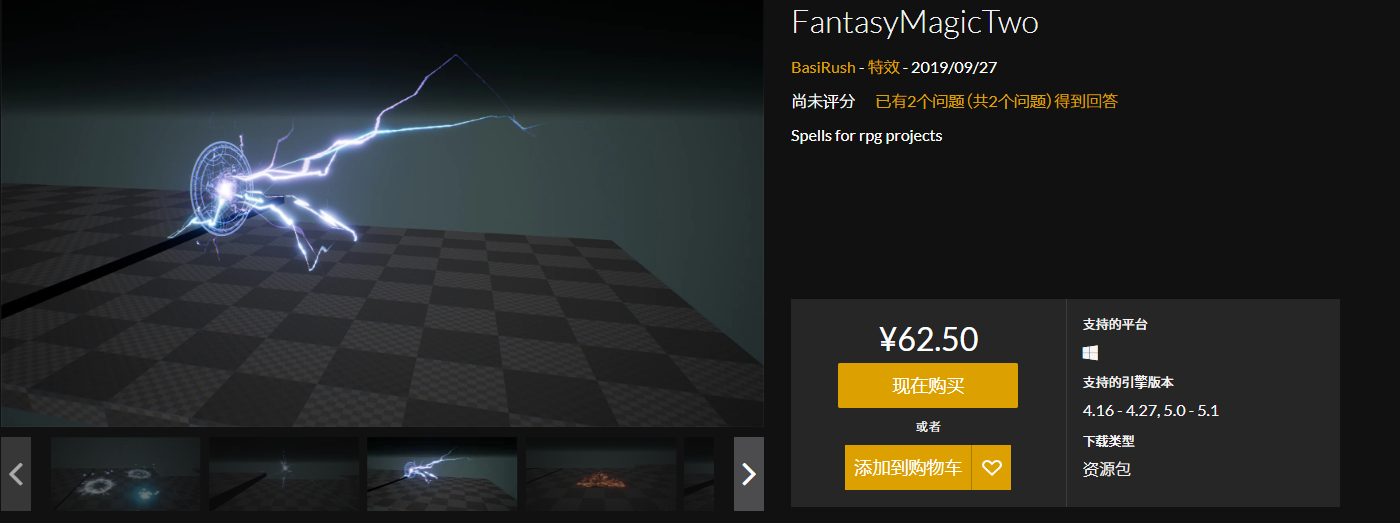 FantasyMagicTwo
BasiRush - 特效 - 2019/09/27
尚未评分 已有2个问题 (共2个问题) 得到回答
Spells for rpg projects
¥62.50
现在购买
或者
添加到购物车
支持的平台
支持的引擎版本
4.16 - 4.27, 5.0 - 5.1
下载类型
资源包